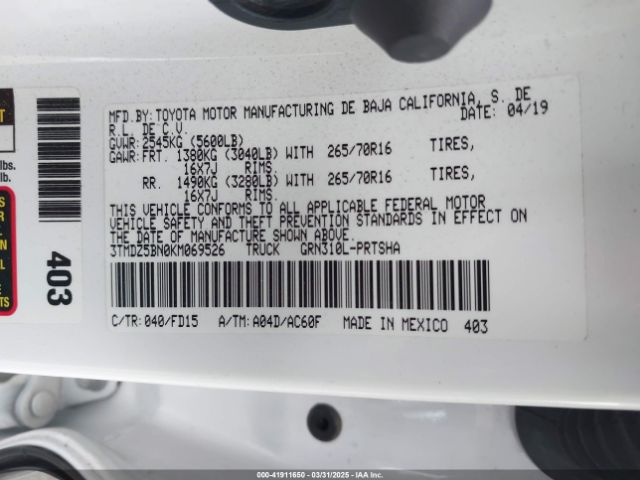 MFD.BY:TOYOTA MOTOR MANUFACTURING DE BAJA CALIFORNIA, S. DE
R.L. DE C.V. DATE: 04/19
GVWR:2545KG (5600LB)
GAWR:FRT. 1380KG (3040LB) WITH 265/70R16 TIRES,
16X7J RIMS.
RR. 1490KG (3280LB) WITH 265/70R16 TIRES,
16X7J RIMS.
THIS VEHICLE CONFORMS TO ALL APPLICABLE FEDERAL MOTOR
VEHICLE SAFETY AND THEFT PREVENTION STANDARDS IN EFFECT ON
THE DATE OF MANUFACTURE SHOWN ABOVE.
3TMDZ5BN0KM069526 TRUCK GRN310L-PRTSHA
C/TR:040/FD15 A/TM:A04D/AC60F MADE IN MEXICO 403
403
lbs.
lb.
000-41911650 - 03/31/2025 - IAAI.CA